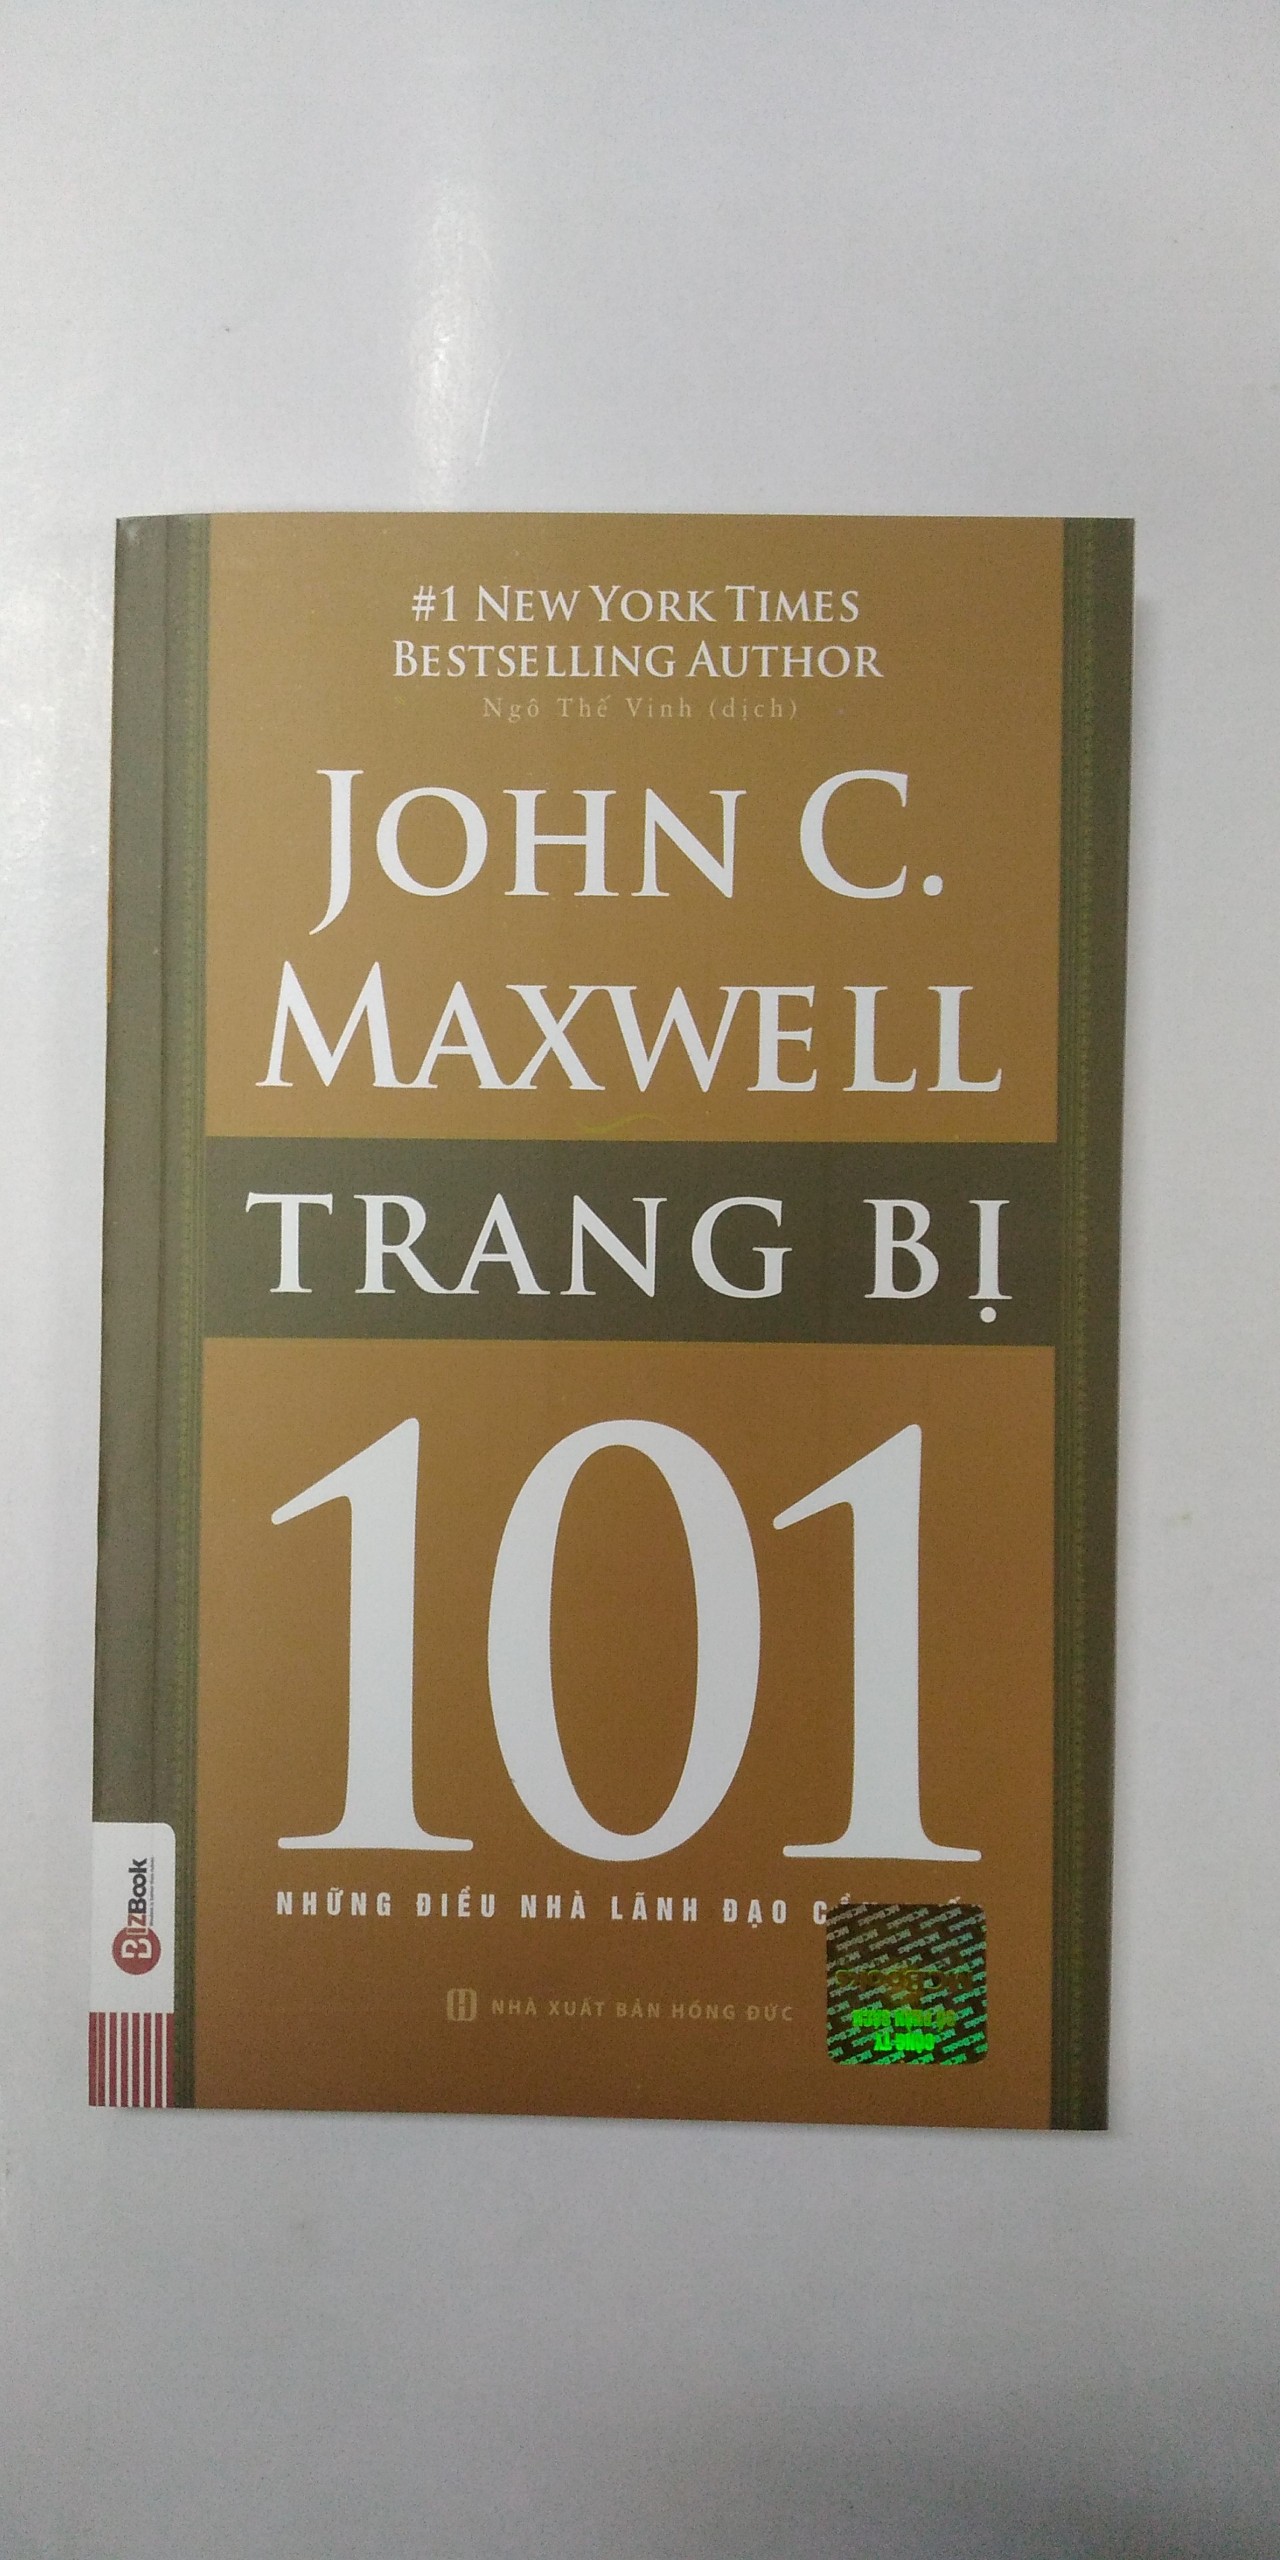 #1 NEW YORK TIMES
BESTSELLING AUTHOR
Ngô Thế Vinh (dịch)
JOHN C.
MAXWELL
TRANG BỊ
101
NHỮNG ĐIỀU NHÀ LÃNH ĐẠO
NHÀ XUẤT BẢN HỒNG ĐỨC
BIZBook
MCBooks